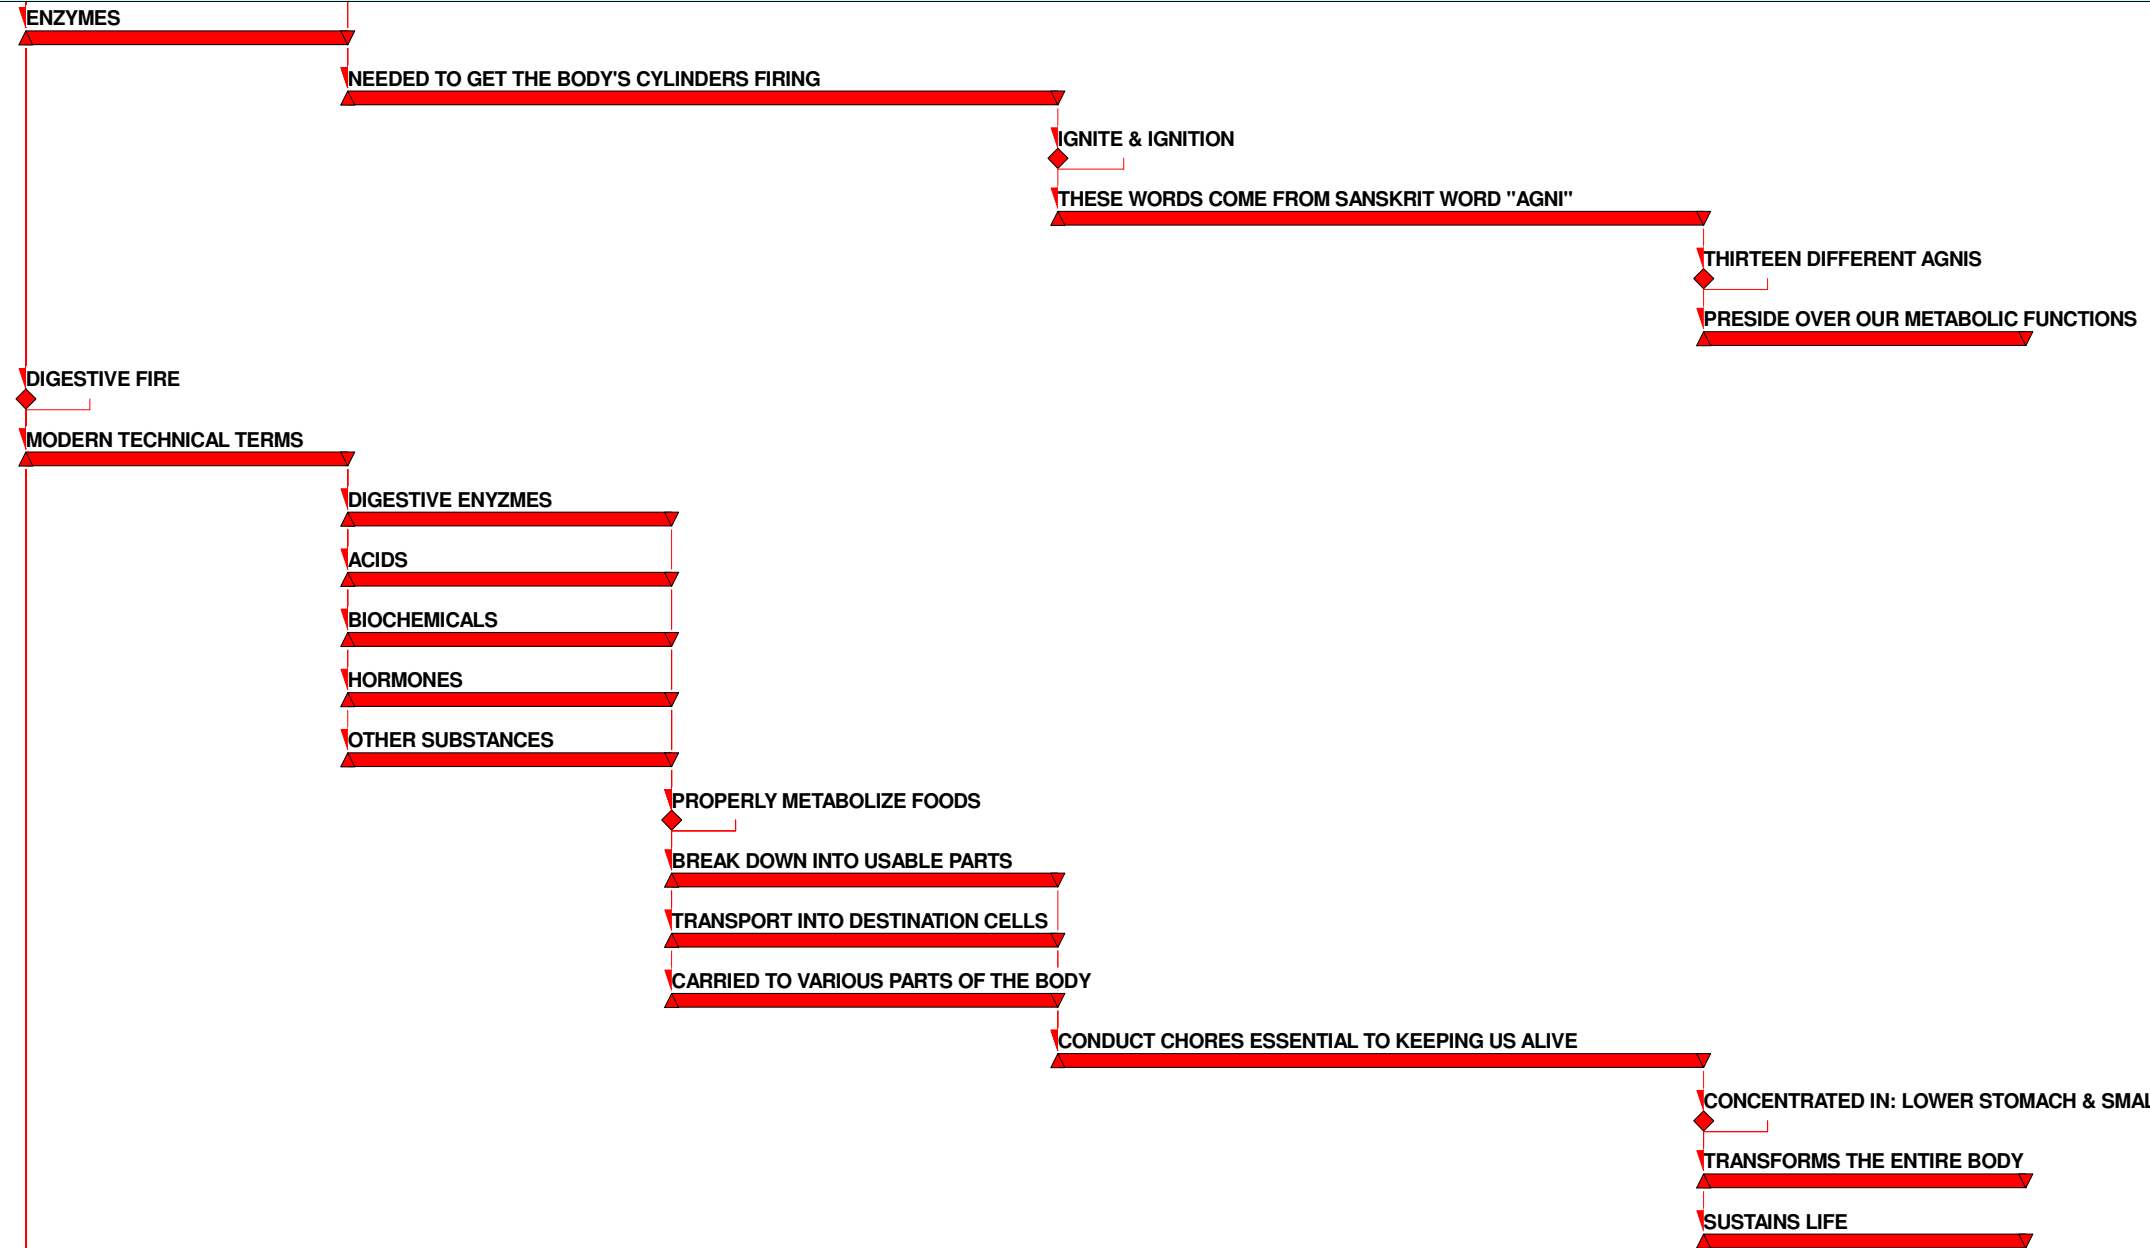 ENZYMES
NEEDED TO GET THE BODY'S CYLINDERS FIRING
IGNITE & IGNITION
THESE WORDS COME FROM SANSKRIT WORD "AGNI"
THIRTEEN DIFFERENT AGNIS
PRESIDE OVER OUR METABOLIC FUNCTIONS
DIGESTIVE FIRE
MODERN TECHNICAL TERMS
DIGESTIVE ENYZMES
ACIDS
BIOCHEMICALS
HORMONES
OTHER SUBSTANCES
PROPERLY METABOLIZE FOODS
BREAK DOWN INTO USABLE PARTS
TRANSPORT INTO DESTINATION CELLS
CARRIED TO VARIOUS PARTS OF THE BODY
CONDUCT CHORES ESSENTIAL TO KEEPING US ALIVE
CONCENTRATED IN: LOWER STOMACH &
TRANSFORMS THE ENTIRE BODY
SUSTAINS LIFE